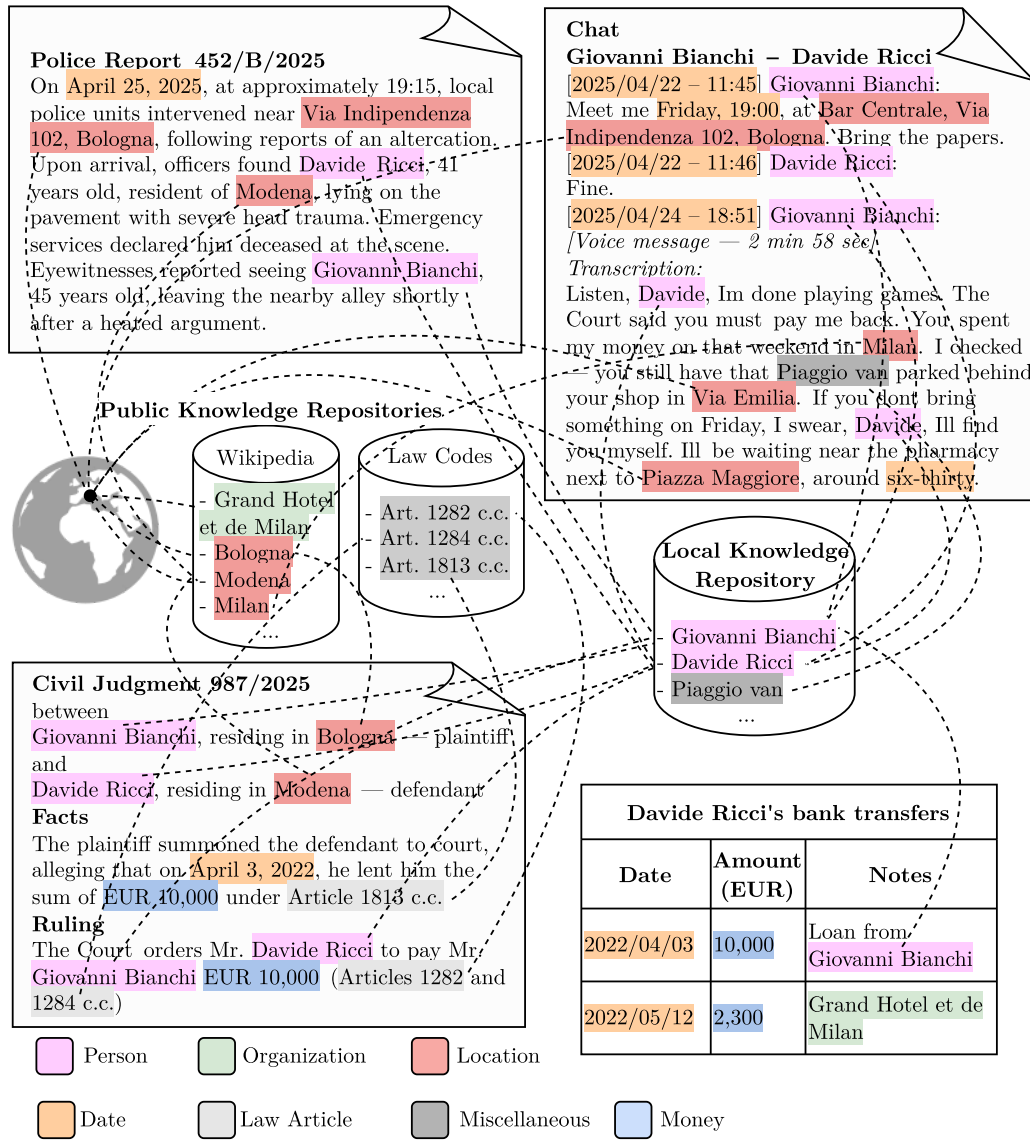 Police Report 452/B/2025
On April 25, 2025, at approximately 19:15, local
police units intervened near Via Indipendenza
102, Bologna, following reports of an altercation.
Upon arrival, officers found Davide Ricci, 41
years old, resident of Modena, lying on the
pavement with severe head trauma. Emergency
services declared him deceased at the scene.
Eyewitnesses reported seeing Giovanni Bianchi,
45 years old, leaving the nearby alley shortly
after a heated argument.
Chat
Giovanni Bianchi – Davide Ricci
[2025/04/22 – 11:45] Giovanni Bianchi:
Meet me Friday, 19:00, at Bar Centrale, Via
Indipendenza 102, Bologna. Bring the papers.
[2025/04/22 – 11:46] Davide Ricci:
Fine.
[2025/04/24 – 18:51] Giovanni Bianchi:
[Voice message — 2 min 58 sec]
Transcription:
Listen, Davide, Im done playing games. The
Court said you must pay me back. You spent
my money on that weekend in Milan. I checked
— you still have that Piaggio van parked behind
your shop in Via Emilia. If you dont bring
something on Friday, I swear, Davide, Ill find
you myself. Ill be waiting near the pharmacy
next to Piazza Maggiore, around six-thirty.
Public Knowledge Repositories
Wikipedia
- Grand Hotel
et de Milan
- Bologna
- Modena
- Milan
...
Law Codes
- Art. 1282 c.c.
- Art. 1284 c.c.
- Art. 1813 c.c.
...
Local Knowledge
Repository
- Giovanni Bianchi
- Davide Ricci
- Piaggio van
...
Civil Judgment 987/2025
between
Giovanni Bianchi, residing in Bologna — plaintiff
and
Davide Ricci, residing in Modena — defendant
Facts
The plaintiff summoned the defendant to court,
alleging that on April 3, 2022, he lent him the
sum of EUR 10,000 under Article 1813 c.c.
Ruling
The Court orders Mr. Davide Ricci to pay Mr.
Giovanni Bianchi EUR 10,000 (Articles 1282 and
1284 c.c.)
Davide Ricci's bank transfers
Date
Amount
(EUR)
Notes
2022/04/03
10,000
Loan from
Giovanni Bianchi
2022/05/12
2,300
Grand Hotel et de
Milan
Person
Organization
Location
Date
Law Article
Miscellaneous
Money